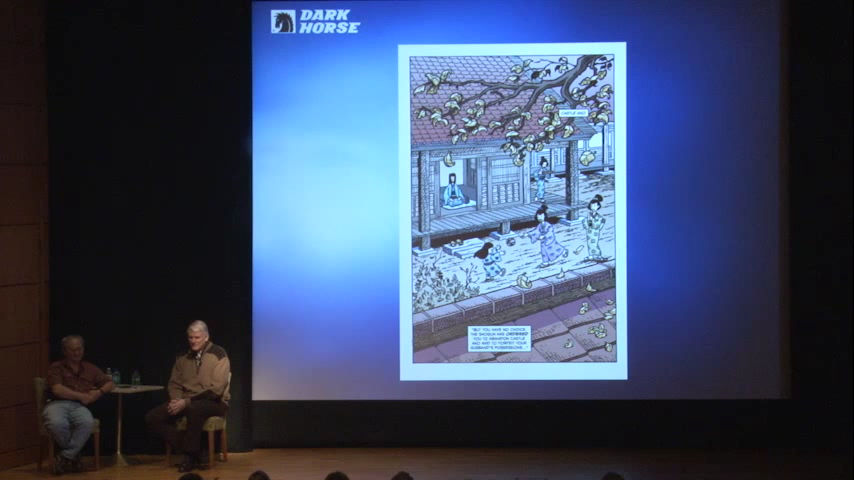 DARK
HORSE
CASTLE AKO.
"BUT YOU HAVE NO CHOICE.
THE SHOGUN HAS ORDERED
YOU TO ABANDON CASTLE
AKO AND TO FORFEIT YOUR
HUSBAND'S POSSESSIONS...